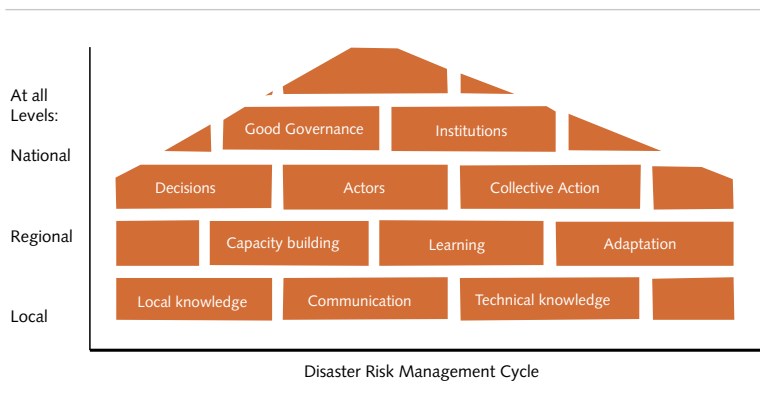 At all
Levels:
National
Regional
Local
Good Governance
Institutions
Decisions
Actors
Collective Action
Capacity building
Learning
Adaptation
Local knowledge
Communication
Technical knowledge
Disaster Risk Management Cycle